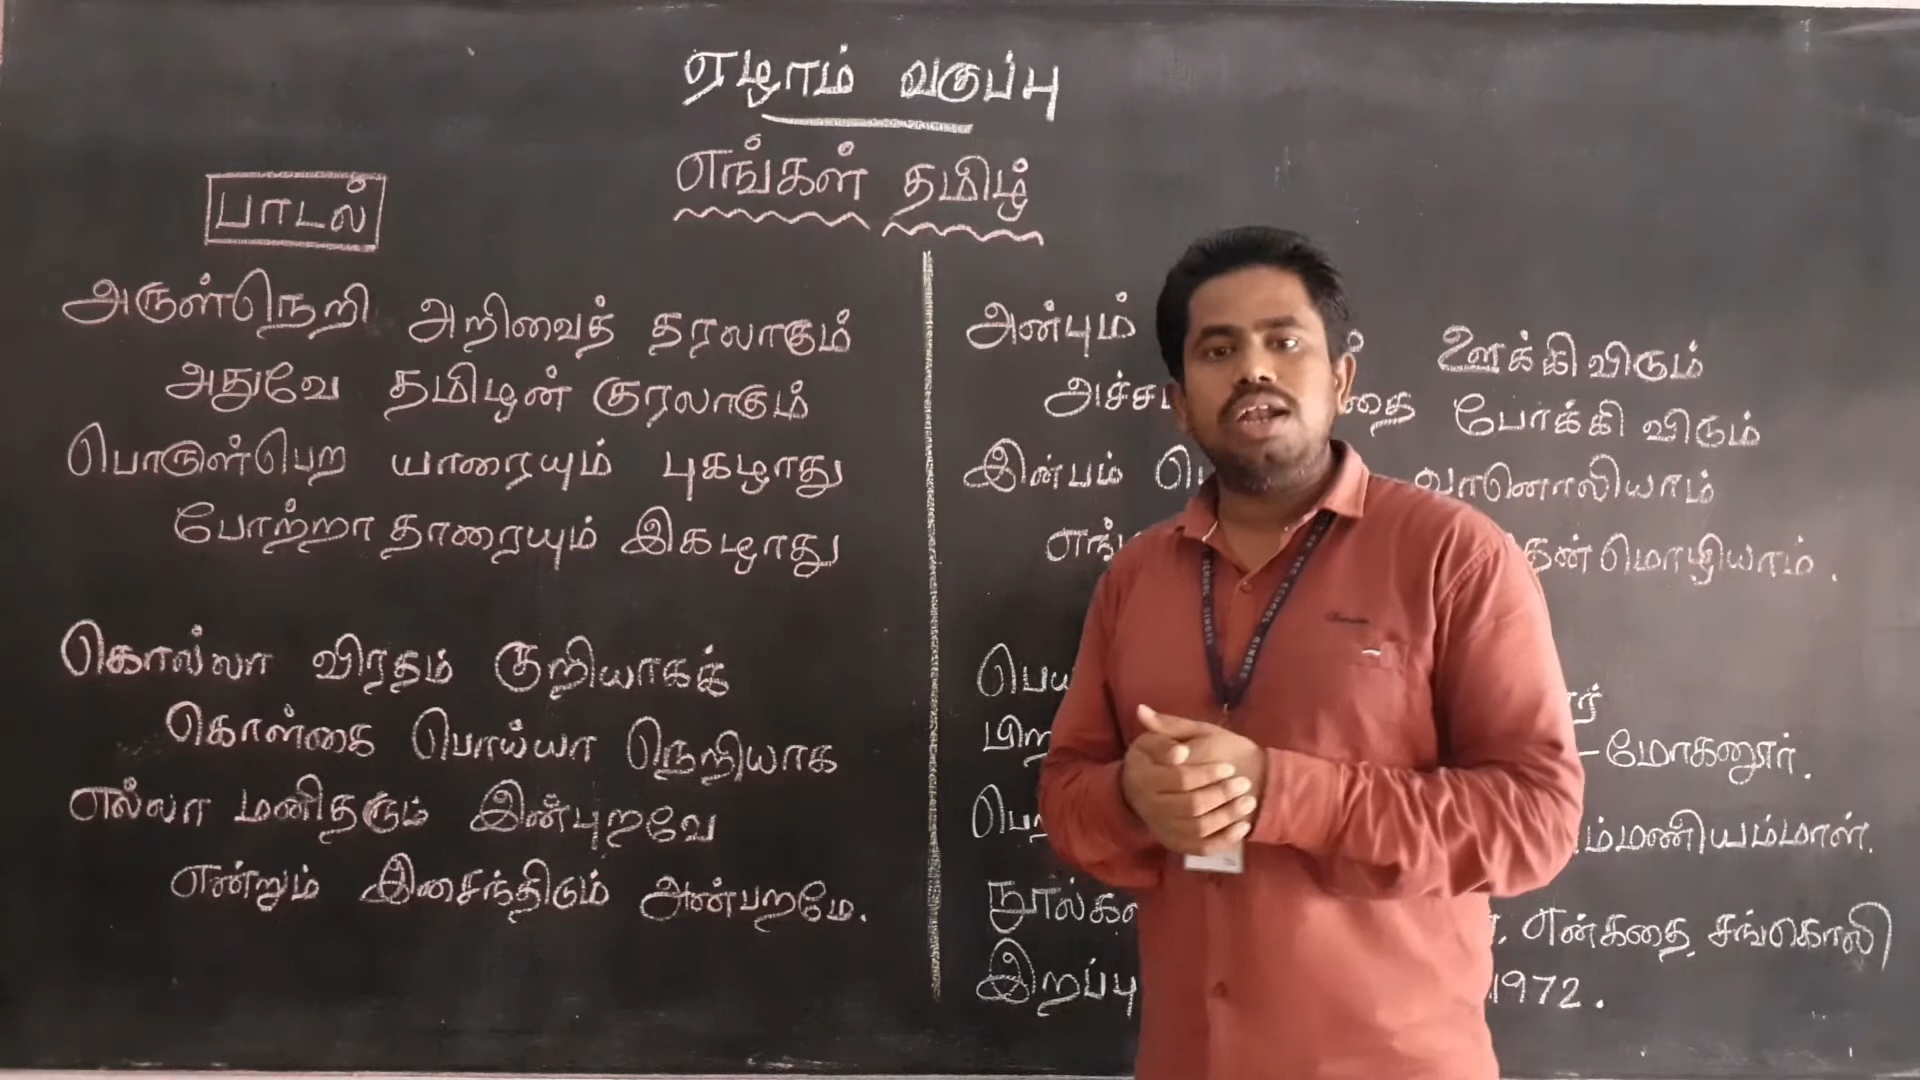 ஏழாம் வகுப்பு
எங்கள் தமிழ்
பாடல்
அருள்நெறி அறிவைத் தரலாகும்
அதுவே தமிழன் குரலாகும்
பொருள்பெற யாரையும் புகழாது
போற்றா தாரையும் இகழாது
கொல்லா விரதம் குறியாகக்
கொள்கை பொய்யா நெறியாக
எல்லா மனிதரும் இன்புறவே
என்றும் இசைந்திடும் அன்பறமே.
அன்பும் ஊக்கிவிடும்
போக்கி விடும்
இன்பம் வானொலியாம்
தேன்மொழியாம்.
-மோகனூர்.
ம்மணியம்மாள்.
என்கதை, சங்கொலி
இறப்பு 1972.
SCHOOL GINGEE